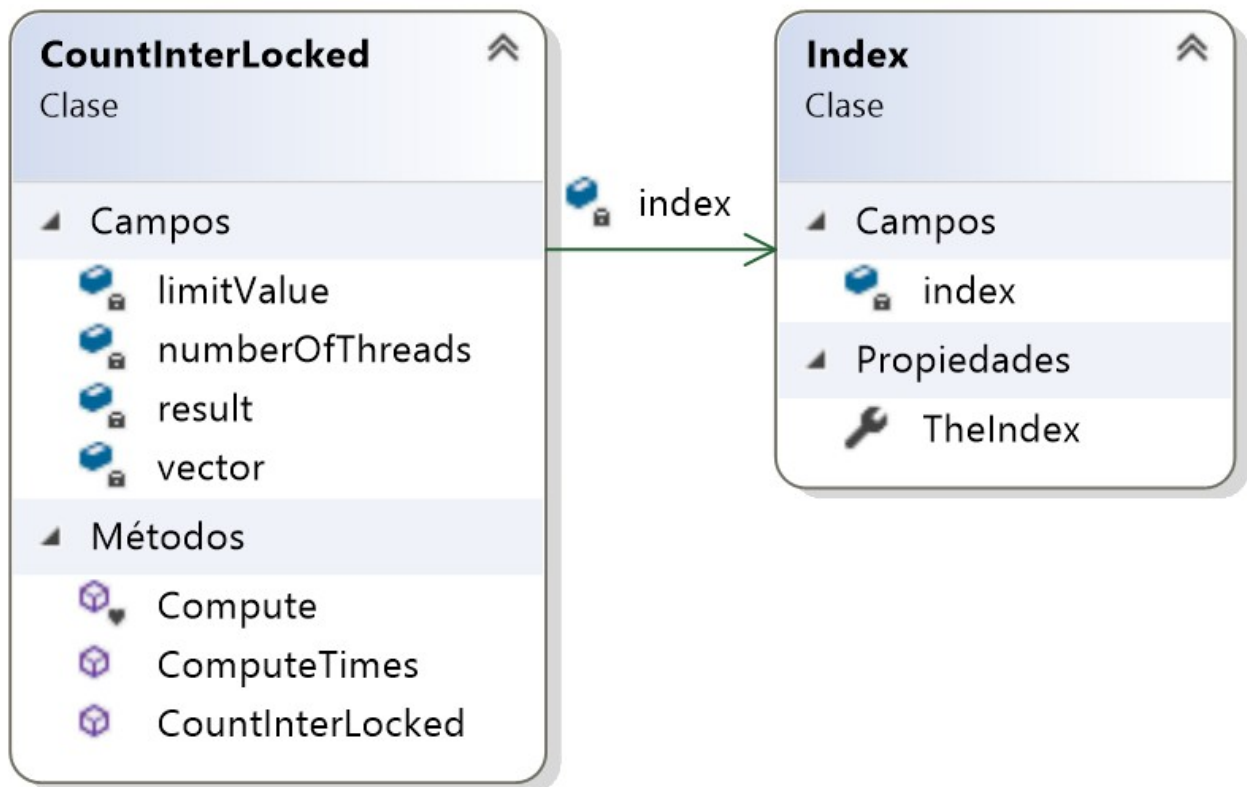 CountInterLocked
Clase
Campos
limitValue
numberOfThreads
result
vector
Métodos
Compute
ComputeTimes
CountInterLocked
index
Index
Clase
Campos
index
Propiedades
TheIndex